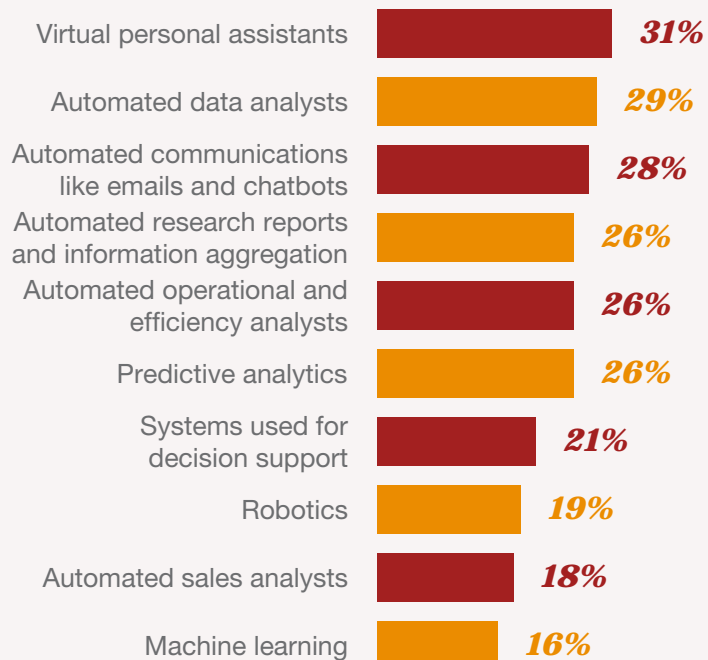 Virtual personal assistants 31%
Automated data analysts 29%
Automated communications
like emails and chatbots 28%
Automated research reports
and information aggregation 26%
Automated operational and
efficiency analysts 26%
Predictive analytics 26%
Systems used for
decision support 21%
Robotics 19%
Automated sales analysts 18%
Machine learning 16%